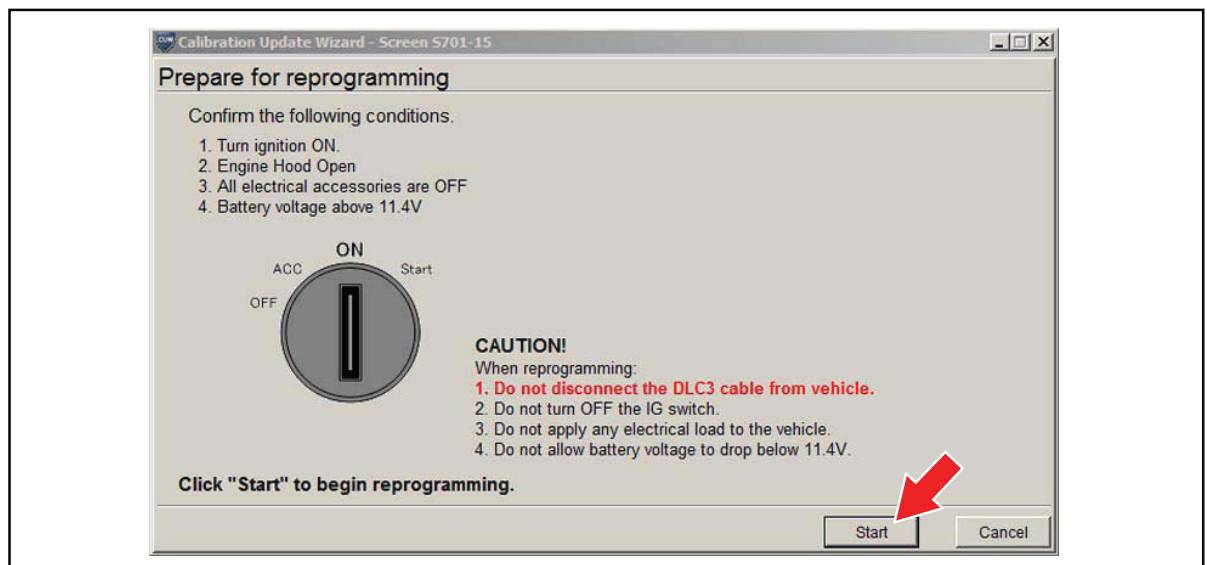 CUW Calibration Update Wizard - Screen S701-15
Prepare for reprogramming
Confirm the following conditions.
1. Turn ignition ON.
2. Engine Hood Open
3. All electrical accessories are OFF
4. Battery voltage above 11.4V
ON
ACC
Start
OFF
CAUTION!
When reprogramming:
1. Do not disconnect the DLC3 cable from vehicle.
2. Do not turn OFF the IG switch.
3. Do not apply any electrical load to the vehicle.
4. Do not allow battery voltage to drop below 11.4V.
Click "Start" to begin reprogramming.
Start
Cancel